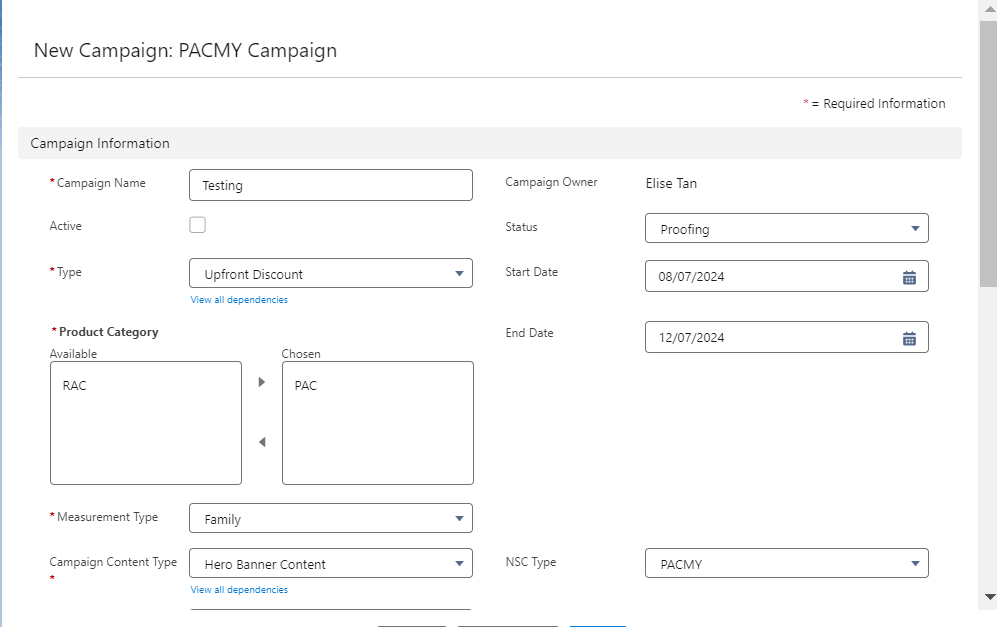 New Campaign: PACMY Campaign
* = Required Information
Campaign Information
* Campaign Name
Testing
Campaign Owner
Elise Tan
Active
Status
Proofing
* Type
Upfront Discount
View all dependencies
Start Date
08/07/2024
* Product Category
Available
Chosen
RAC
PAC
End Date
12/07/2024
* Measurement Type
Family
Campaign Content Type
*
Hero Banner Content
View all dependencies
NSC Type
PACMY